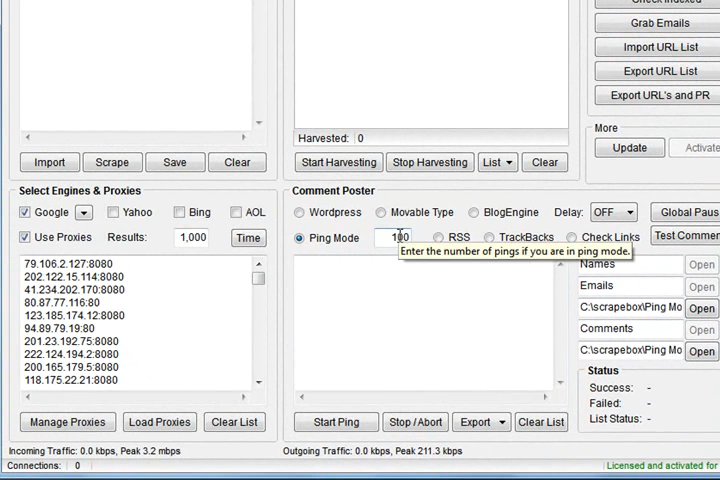 Check Indexed
Grab Emails
Import URL List
Export URL List
Export URL's and PR
Harvested: 0
More
Import Scrape Save Clear
Start Harvesting Stop Harvesting List Clear
Update Activate
Select Engines & Proxies
Comment Poster
Google Yahoo Bing AOL
Wordpress Movable Type BlogEngine Delay: OFF Global Paus
Use Proxies Results: 1,000 Time
Ping Mode 100 RSS TrackBacks Check Links Test Commen
Enter the number of pings if you are in ping mode.
79.106.2.127:8080
202.122.15.114:8080
41.234.202.170:8080
80.87.77.116:80
123.185.174.12:8080
94.89.79.19:80
201.23.192.75:8080
222.124.194.2:8080
200.165.179.5:8080
118.175.22.21:8080
Names Open
Emails Open
C:\scrapebox\Ping Mo Open
Comments Open
C:\scrapebox\Ping Mo Open
Status
Success: -
Failed: -
List Status: -
Manage Proxies Load Proxies Clear List
Start Ping Stop / Abort Export Clear List
Incoming Traffic: 0.0 kbps, Peak 3.2 mbps
Outgoing Traffic: 0.0 kbps, Peak 211.3 kbps
Connections: 0
Licensed and activated for